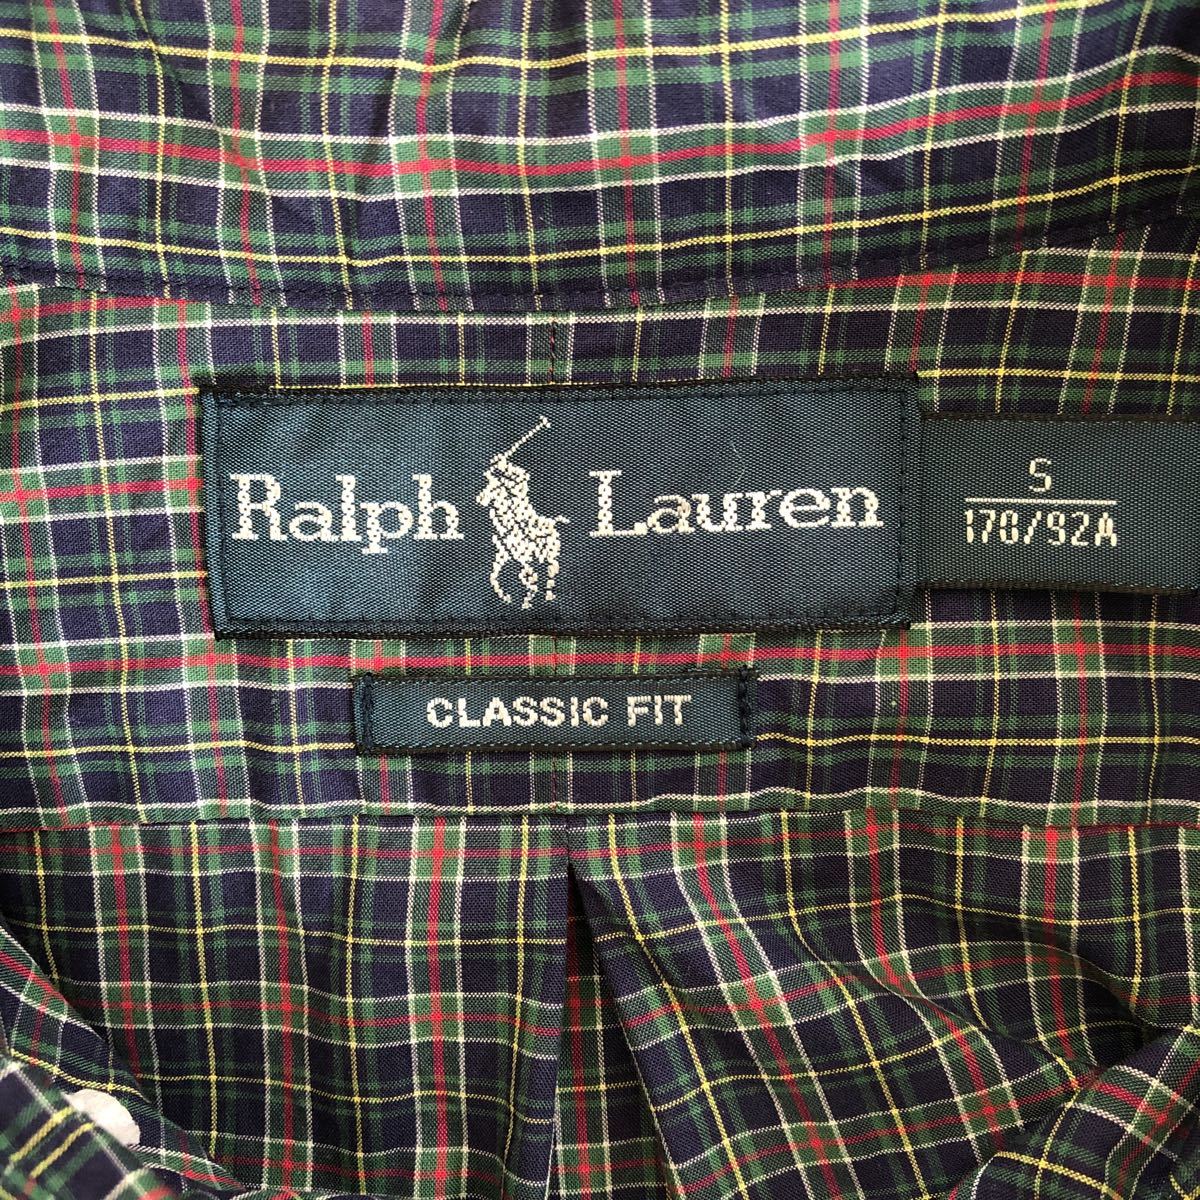 Ralph Lauren
S
170/92A
CLASSIC FIT